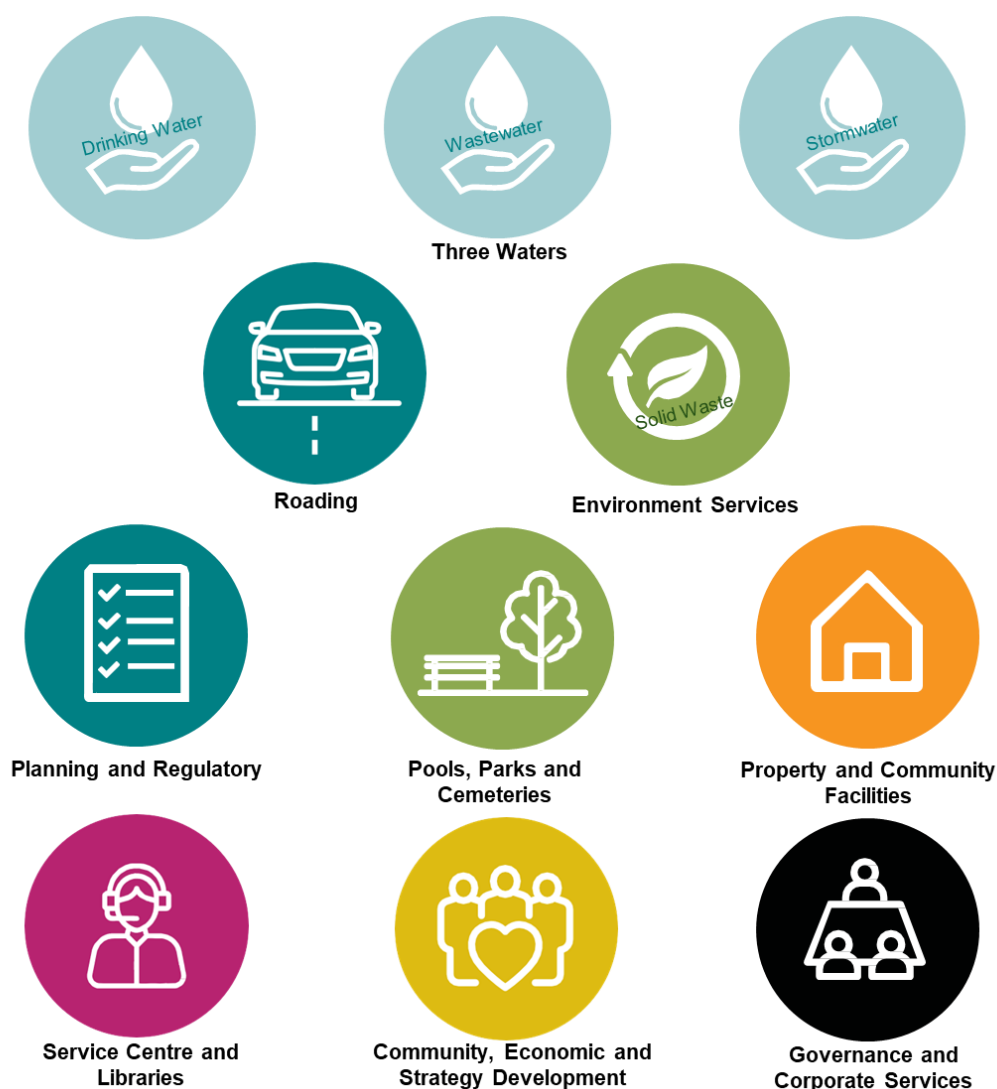 Drinking Water
Wastewater
Stormwater
Three Waters
Solid Waste
Roading
Environment Services
Planning and Regulatory
Pools, Parks and
Cemeteries
Property and Community
Facilities
Service Centre and
Libraries
Community, Economic and
Strategy Development
Governance and
Corporate Services